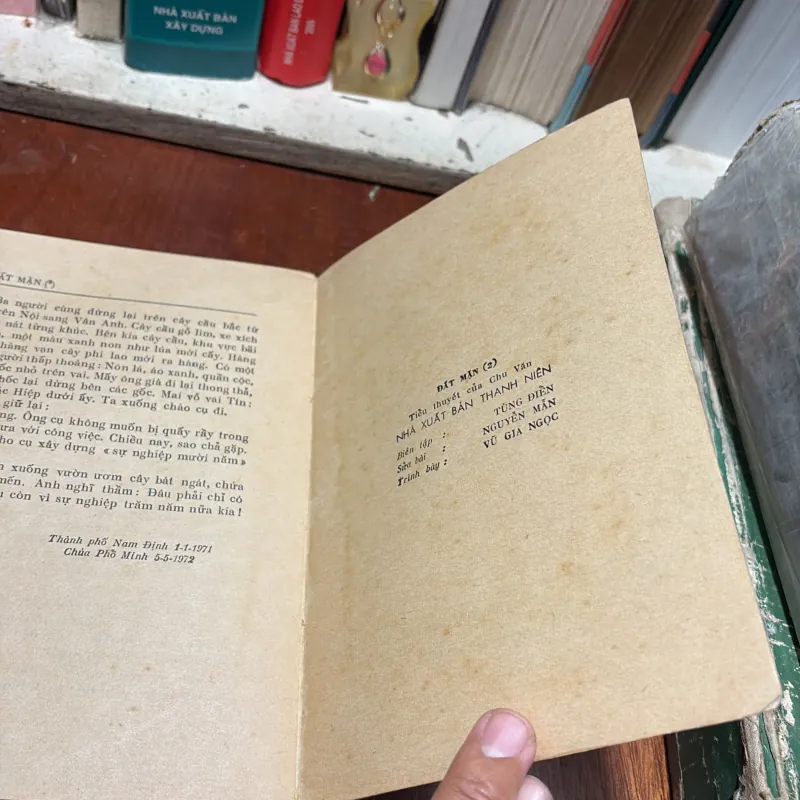 NHÀ XUẤT BẢN
XÂY DỰNG
NHÀ XUẤT BẢN LAO
ĐẤT MẶN (*)
người cùng dừng lại trên cây cầu bắc từ
Nội sang Vân Anh. Cây cầu gỗ lim, xe xích
nát từng khúc. Bên kia cây cầu, khu vực bãi
một màu xanh non như lúa mới cấy. Hàng
hàng vạn cây phi lao mới ra hàng. Có một
người thấp thoáng: Nón lá, áo xanh, quần cộc,
nhỏ trên vai. Mấy ông già đi lại thong thả,
lại dừng bên các gốc. Mai vỗ vai Tín:
Hiệp dưới ấy. Ta xuống chào cụ đi.
giữ lại:
Ông cụ không muốn bị quấy rầy trong
với công việc. Chiều nay, sao chả gặp.
cho cụ xây dựng « sự nghiệp mười năm»
xuống vườn ươm cây bát ngát, chứa
mến. Anh nghĩ thầm: Đâu phải chỉ có
còn vì sự nghiệp trăm năm nữa kia!
Thành phố Nam Định 1-1-1971
Chùa Phổ Minh 5-5-1972
ĐẤT MẶN (2)
Tiểu thuyết của Chu Văn
NHÀ XUẤT BẢN THANH NIÊN
Biên tập : TÙNG ĐIỀN
Sửa bài : NGUYỄN MẪN
Trình bày : VŨ GIA NGỌC